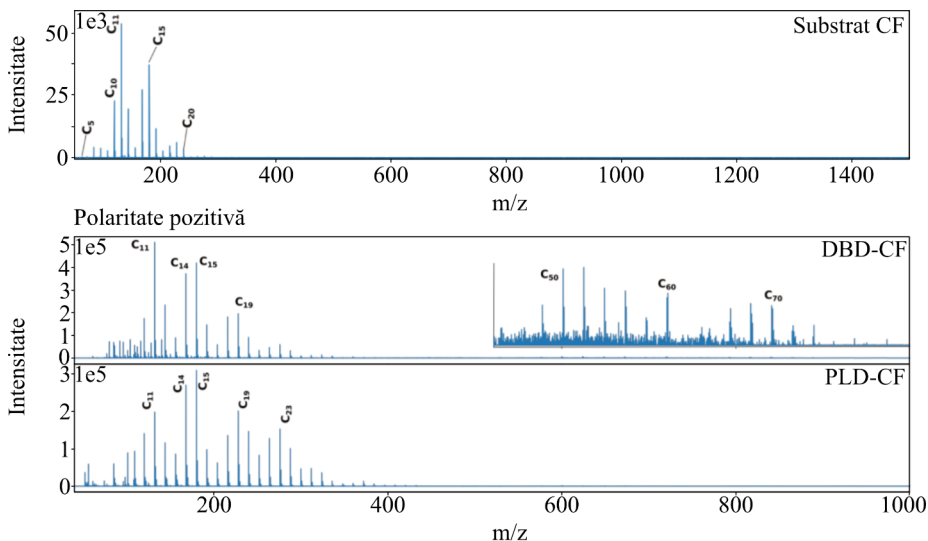 1e3
Substrat CF
Intensitate
50
25
0
C₅
C₁₀
C₁₁
C₁₅
C₂₀
200
400
600
800
1000
1200
1400
m/z
Polaritate pozitivă
1e5
DBD-CF
Intensitate
5
4
3
2
1
0
C₁₁
C₁₄
C₁₅
C₁₉
C₅₀
C₆₀
C₇₀
1e5
PLD-CF
3
2
1
0
C₁₁
C₁₄
C₁₅
C₁₉
C₂₃
200
400
600
800
1000
m/z